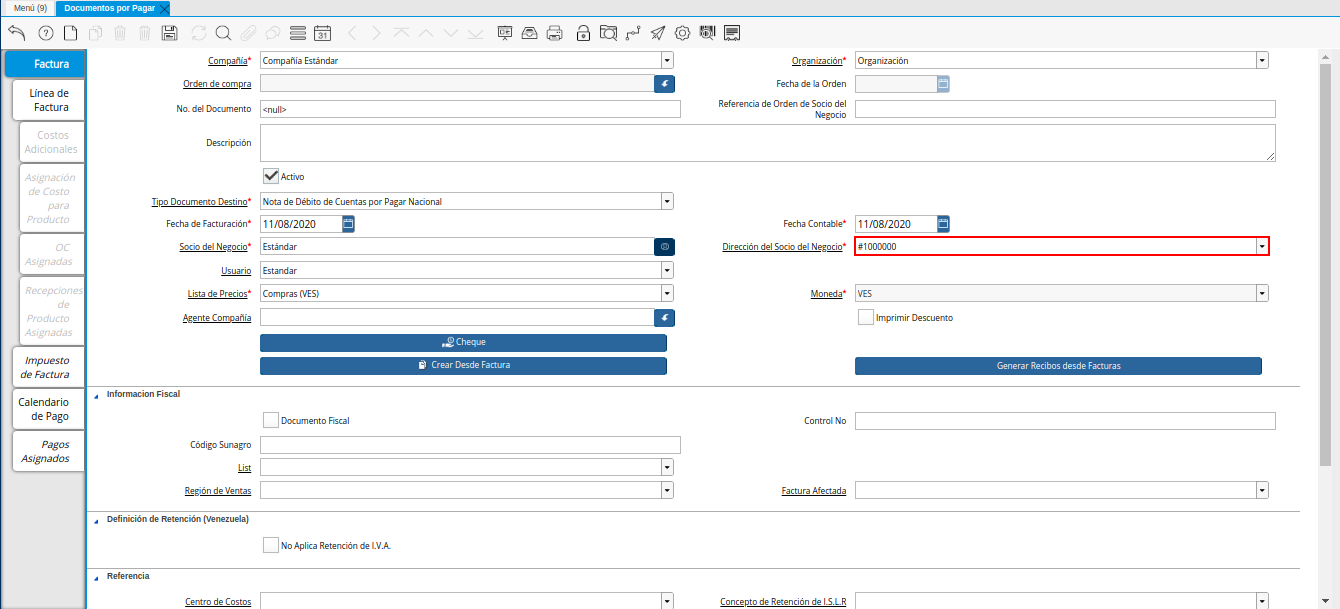 Menú (9)
Documentos por Pagar
31
Factura
Línea de
Factura
Costos
Adicionales
Asignación
de Costo
para
Producto
OC
Asignadas
Recepciones
de
Producto
Asignadas
Impuesto
de Factura
Calendario
de Pago
Pagos
Asignados
Compañía* Compañía Estándar Organización* Organización
Orden de compra Fecha de la Orden
No. del Documento <null> Referencia de Orden de Socio del
Negocio
Descripción
Activo
Tipo Documento Destino* Nota de Débito de Cuentas por Pagar Nacional
Fecha de Facturación* 11/08/2020 Fecha Contable* 11/08/2020
Socio del Negocio* Estándar Dirección del Socio del Negocio* #1000000
Usuario Estandar
Lista de Precios* Compras (VES) Moneda* VES
Agente Compañía Imprimir Descuento
Cheque
Crear Desde Factura Generar Recibos desde Facturas
Informacion Fiscal
Documento Fiscal Control No
Código Sunagro
List
Región de Ventas Factura Afectada
Definición de Retención (Venezuela)
No Aplica Retención de I.V.A.
Referencia
Centro de Costos Concepto de Retención de I.S.L.R